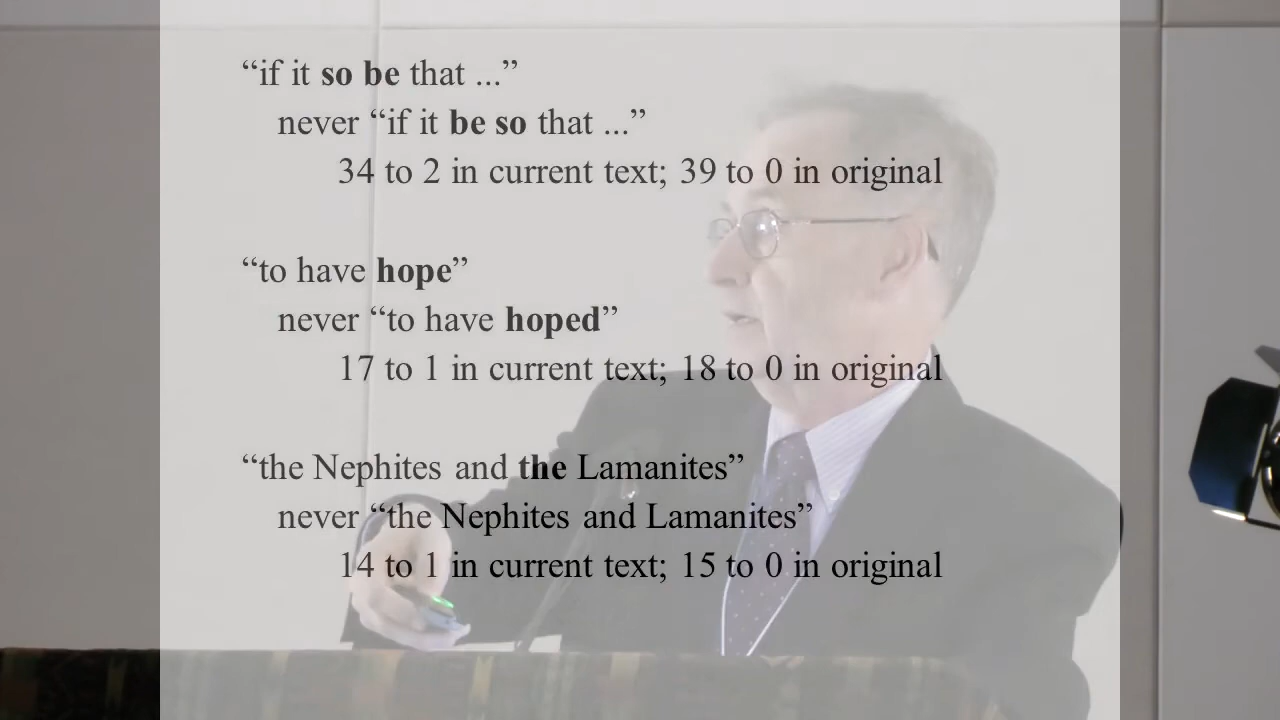 “if it so be that ...”
never “if it be so that ...”
34 to 2 in current text; 39 to 0 in original
“to have hope”
never “to have hoped”
17 to 1 in current text; 18 to 0 in original
“the Nephites and the Lamanites”
never “the Nephites and Lamanites”
14 to 1 in current text; 15 to 0 in original